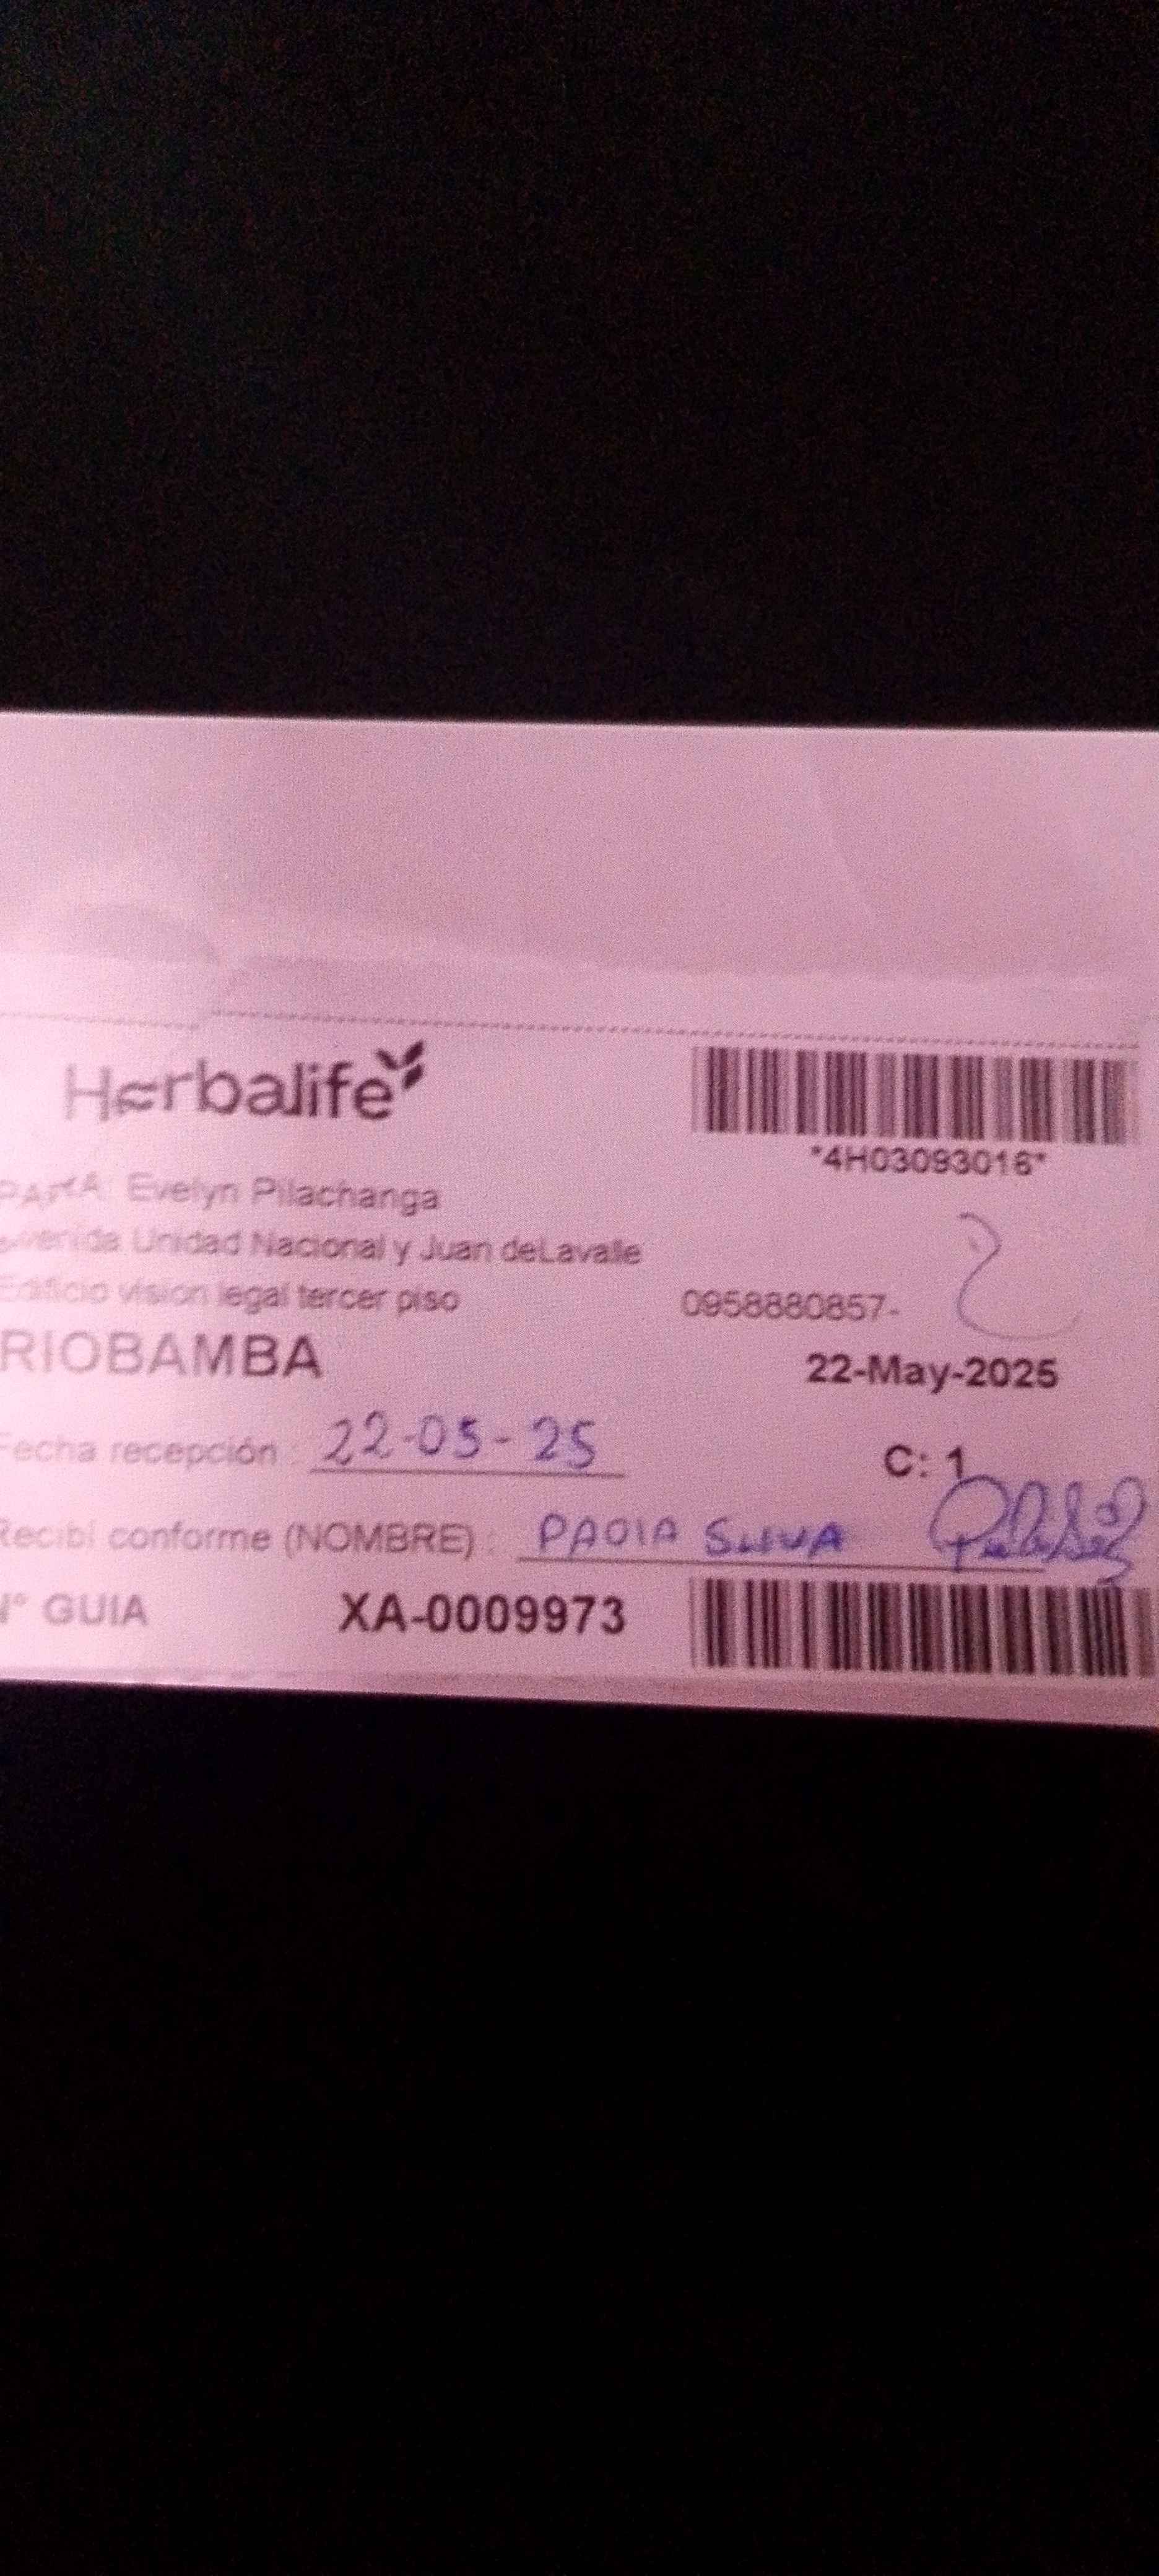 Herbalife
*4H03093016*
PARA: Evelyn Pilachanga
Avenida Unidad Nacional y Juan deLavalle
Edificio vision legal tercer piso
0958880857-
RIOBAMBA
22-May-2025
Fecha recepción : 22-05-25
C: 1
Recibí conforme (NOMBRE) : PAOLA SILVA
N° GUIA XA-0009973